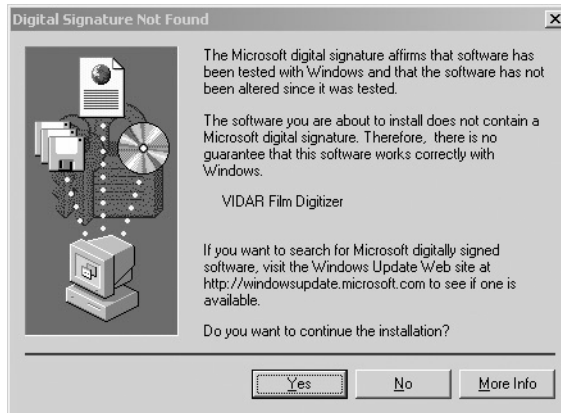 Digital Signature Not Found
The Microsoft digital signature affirms that software has
been tested with Windows and that the software has not
been altered since it was tested.
The software you are about to install does not contain a
Microsoft digital signature. Therefore, there is no
guarantee that this software works correctly with
Windows.
VIDAR Film Digitizer
If you want to search for Microsoft digitally signed
software, visit the Windows Update Web site at
http://windowsupdate.microsoft.com to see if one is
available.
Do you want to continue the installation?
Yes
No
More Info